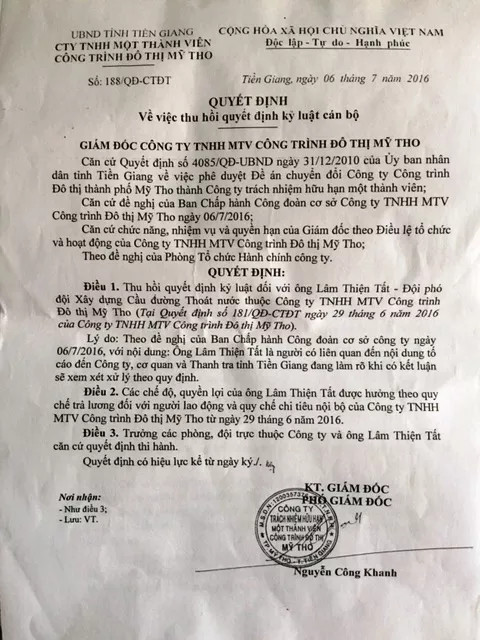 UBND TỈNH TIỀN GIANG
CTY TNHH MỘT THÀNH VIÊN
CÔNG TRÌNH ĐÔ THỊ MỸ THO
CỘNG HÒA XÃ HỘI CHỦ NGHĨA VIỆT NAM
Độc lập - Tự do - Hạnh phúc
Số: 188/QĐ-CTĐT
Tiền Giang, ngày 06 tháng 7 năm 2016
QUYẾT ĐỊNH
Về việc thu hồi quyết định kỷ luật cán bộ
GIÁM ĐỐC CÔNG TY TNHH MTV CÔNG TRÌNH ĐÔ THỊ MỸ THO
Căn cứ Quyết định số 4085/QĐ-UBND ngày 31/12/2010 của Ủy ban nhân
dân tỉnh Tiền Giang về việc phê duyệt Đề án chuyển đổi Công ty Công trình
Đô thị thành phố Mỹ Tho thành Công ty trách nhiệm hữu hạn một thành viên;
Căn cứ đề nghị của Ban Chấp hành Công đoàn cơ sở Công ty TNHH MTV
Công trình Đô thị Mỹ Tho ngày 06/7/2016;
Căn cứ chức năng, nhiệm vụ và quyền hạn của Giám đốc theo Điều lệ tổ chức
và hoạt động của Công ty TNHH MTV Công trình Đô thị Mỹ Tho;
Theo đề nghị của Phòng Tổ chức Hành chính công ty.
QUYẾT ĐỊNH:
Điều 1. Thu hồi quyết định kỷ luật đối với ông Lâm Thiện Tất - Đội phó
đội Xây dựng Cầu đường Thoát nước thuộc Công ty TNHH MTV Công trình
Đô thị Mỹ Tho (Tại Quyết định số 181/QĐ-CTĐT ngày 29 tháng 6 năm 2016
của Công ty TNHH MTV Công trình Đô thị Mỹ Tho).
Lý do: Theo đề nghị của Ban Chấp hành Công đoàn cơ sở công ty ngày
06/7/2016, với nội dung: Ông Lâm Thiện Tất là người có liên quan đến nội dung tố
cáo đến Công ty, cơ quan và Thanh tra tỉnh Tiền Giang đang làm rõ khi có kết luận
sẽ xem xét xử lý theo quy định.
Điều 2. Các chế độ, quyền lợi của ông Lâm Thiện Tất được hưởng theo quy
chế trả lương đối với người lao động và quy chế chi tiêu nội bộ của Công ty TNHH
MTV Công trình Đô thị Mỹ Tho từ ngày 29 tháng 6 năm 2016.
Điều 3. Trưởng các phòng, đội trực thuộc Công ty và ông Lâm Thiện Tất
căn cứ quyết định thi hành.
Quyết định có hiệu lực kể từ ngày ký./.
Nơi nhận:
- Như điều 3;
- Lưu: VT.
KT. GIÁM ĐỐC
PHÓ GIÁM ĐỐC
CÔNG TY
TRÁCH NHIỆM HỮU HẠN
MỘT THÀNH VIÊN
CÔNG TRÌNH ĐÔ THỊ
MỸ THO
Nguyễn Công Khanh